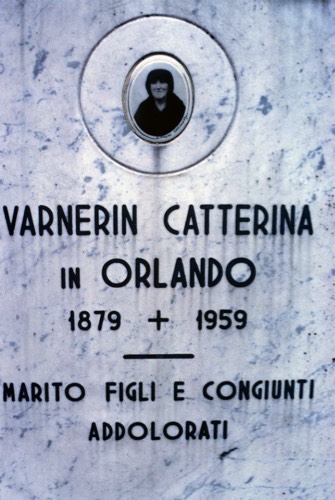 VARNERIN CATTERINA
IN ORLANDO
1879 + 1959
MARITO FIGLI E CONGIUNTI
ADDOLORATI